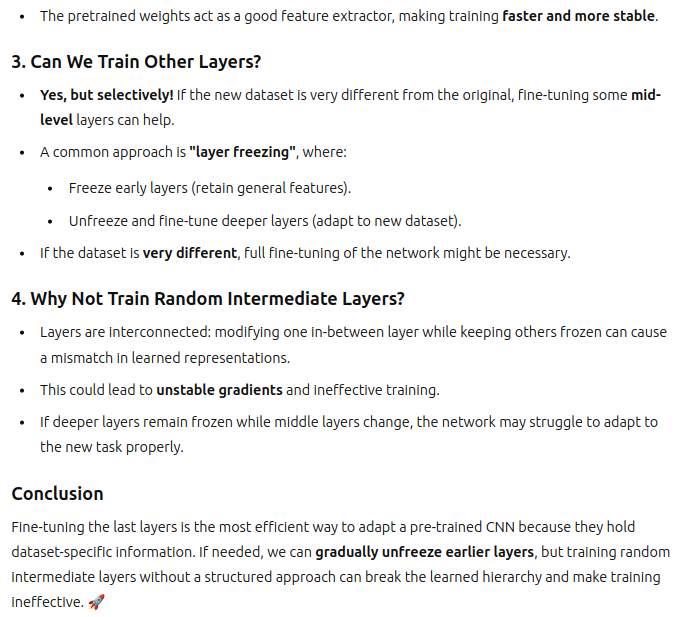 • The pretrained weights act as a good feature extractor, making training faster and more stable.
3. Can We Train Other Layers?
• Yes, but selectively! If the new dataset is very different from the original, fine-tuning some mid-
level layers can help.
• A common approach is "layer freezing", where:
• Freeze early layers (retain general features).
• Unfreeze and fine-tune deeper layers (adapt to new dataset).
• If the dataset is very different, full fine-tuning of the network might be necessary.
4. Why Not Train Random Intermediate Layers?
• Layers are interconnected: modifying one in-between layer while keeping others frozen can cause
a mismatch in learned representations.
• This could lead to unstable gradients and ineffective training.
• If deeper layers remain frozen while middle layers change, the network may struggle to adapt to
the new task properly.
Conclusion
Fine-tuning the last layers is the most efficient way to adapt a pre-trained CNN because they hold
dataset-specific information. If needed, we can gradually unfreeze earlier layers, but training random
intermediate layers without a structured approach can break the learned hierarchy and make training
ineffective. 🚀